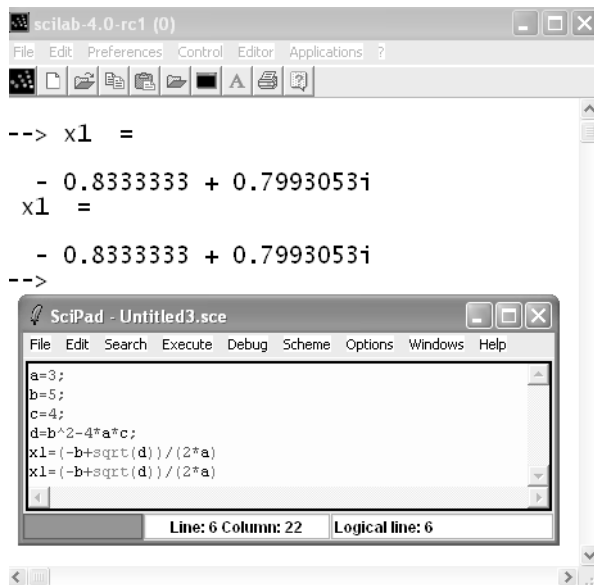 scilab-4.0-rc1 (0)
File Edit Preferences Control Editor Applications ?
--> x1 =
- 0.8333333 + 0.7993053i
x1 =
- 0.8333333 + 0.7993053i
-->
SciPad - Untitled3.sce
File Edit Search Execute Debug Scheme Options Windows Help
a=3;
b=5;
c=4;
d=b^2-4*a*c;
x1=(-b+sqrt(d))/(2*a)
x1=(-b+sqrt(d))/(2*a)
Line: 6 Column: 22 Logical line: 6